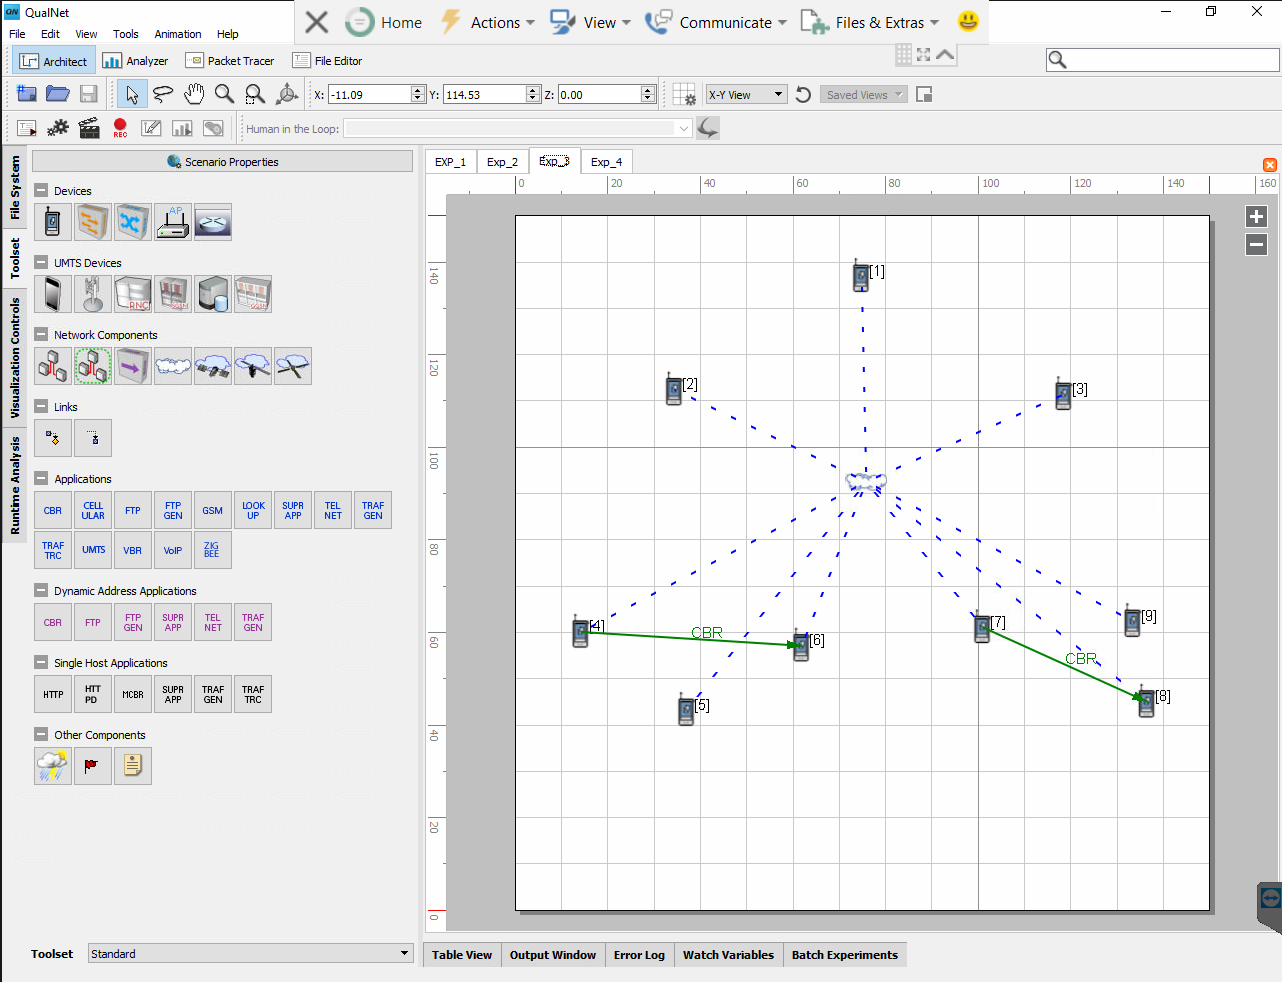 QN QualNet
File Edit View Tools Animation Help
Home Actions View Communicate Files & Extras
Architect Analyzer Packet Tracer File Editor
X: -11.09 Y: 114.53 Z: 0.00 X-Y View Saved Views
REC Human in the Loop:
File System
Toolset
Visualization Controls
Runtime Analysis
Scenario Properties
Devices
AP
UMTS Devices
RNC SGSN GGSN
Network Components
Links
Applications
CBR CELL ULAR FTP FTP GEN GSM LOOK UP SUPR APP TEL NET TRAF GEN
TRAF TRC UMTS VBR VoIP ZIG BEE
Dynamic Address Applications
CBR FTP FTP GEN SUPR APP TEL NET TRAF GEN
Single Host Applications
HTTP HTT PD MCBR SUPR APP TRAF GEN TRAF TRC
Other Components
Toolset Standard
EXP_1 Exp_2 Exp_3 Exp_4
0 20 40 60 80 100 120 140 160
140
120
100
80
60
40
20
0
[1]
[2]
[3]
[4]
CBR
[6]
[5]
[7]
[9]
CBR
[8]
Table View Output Window Error Log Watch Variables Batch Experiments